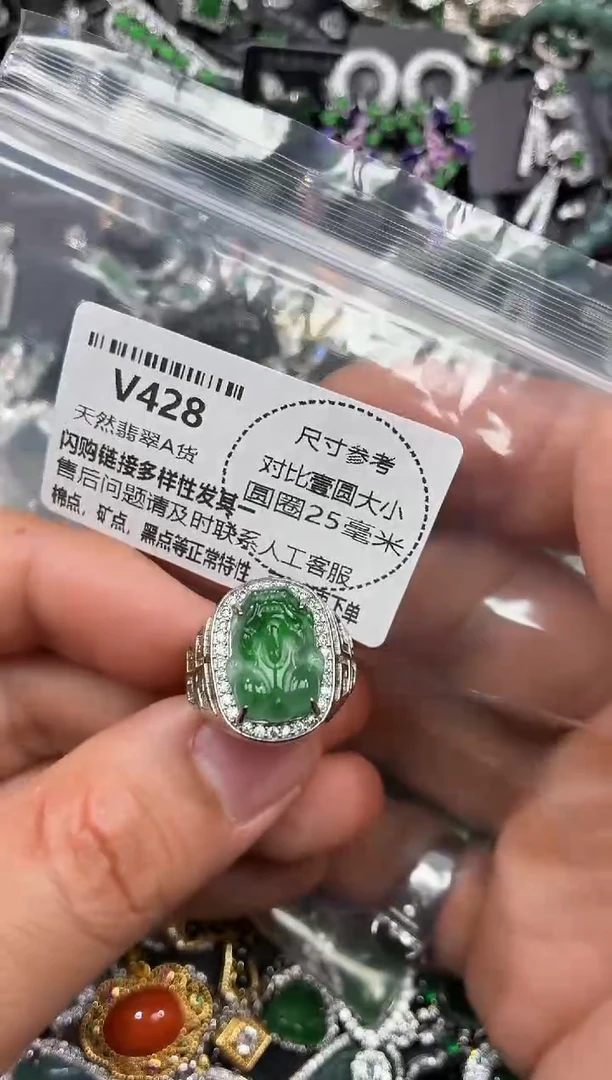 V428
天然翡翠A货
闪购链接多样性发其一
售后问题请及时联系人工客服
棉点，矿点，黑点等正常特性
下单
尺寸参考
对比壹圆大小
圆圈25毫米